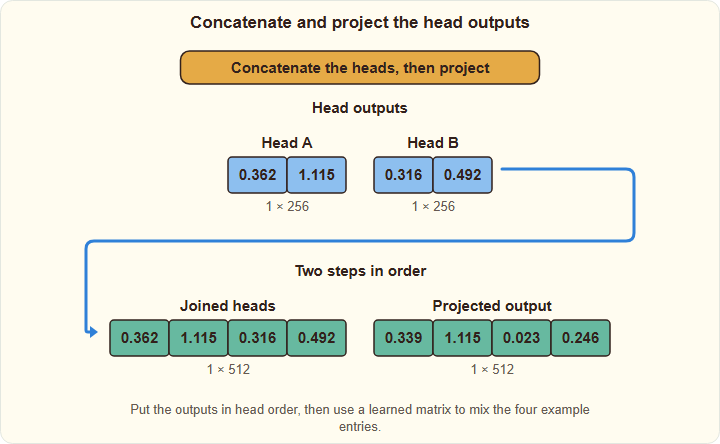 Concatenate and project the head outputs
Concatenate the heads, then project
Head outputs
Head A
Head B
0.362 1.115
0.316 0.492
1 × 256
1 × 256
Two steps in order
Joined heads
Projected output
0.362 1.115 0.316 0.492
0.339 1.115 0.023 0.246
1 × 512
1 × 512
Put the outputs in head order, then use a learned matrix to mix the four example
entries.